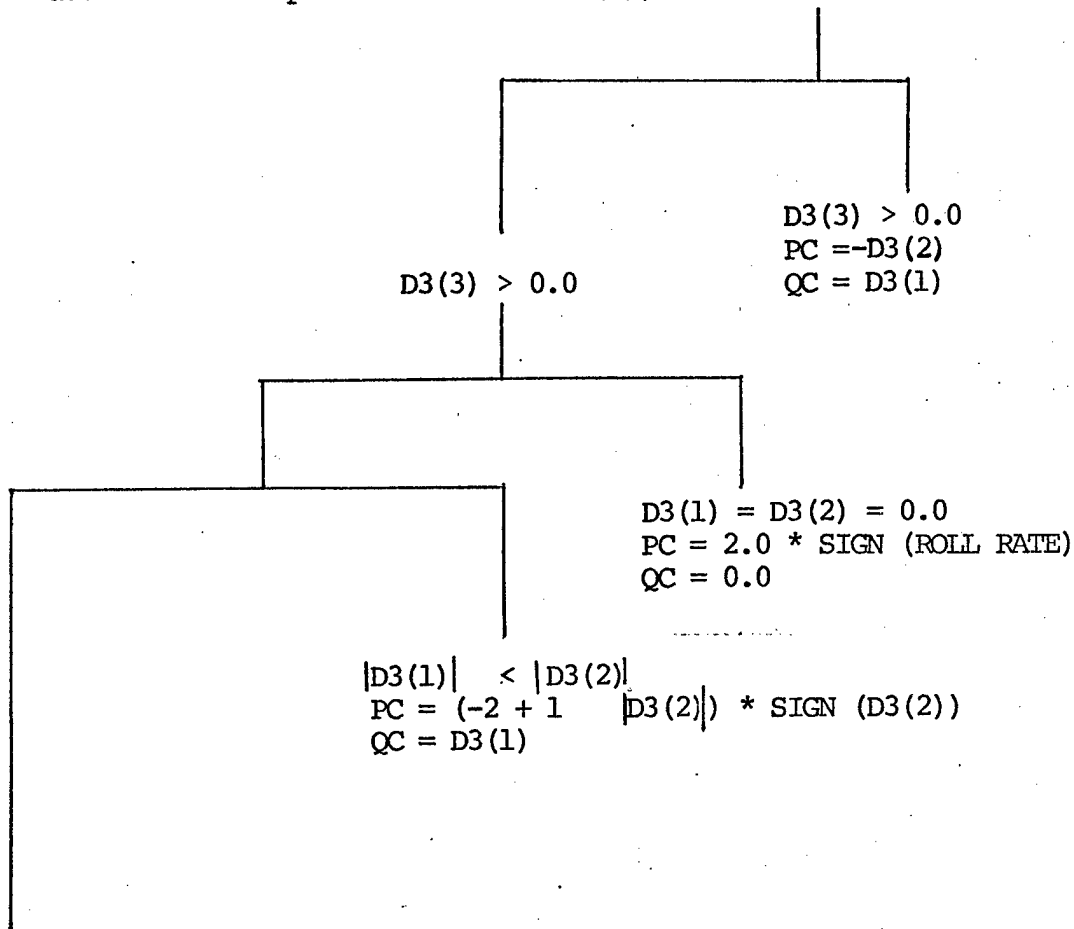 D3(3) > 0.0
PC =-D3(2)
QC = D3(1)
D3(3) > 0.0
D3(1) = D3(2) = 0.0
PC = 2.0 * SIGN (ROLL RATE)
QC = 0.0
|D3(1)| < |D3(2)|
PC = (-2 + 1 |D3(2)|) * SIGN (D3(2))
QC = D3(1)